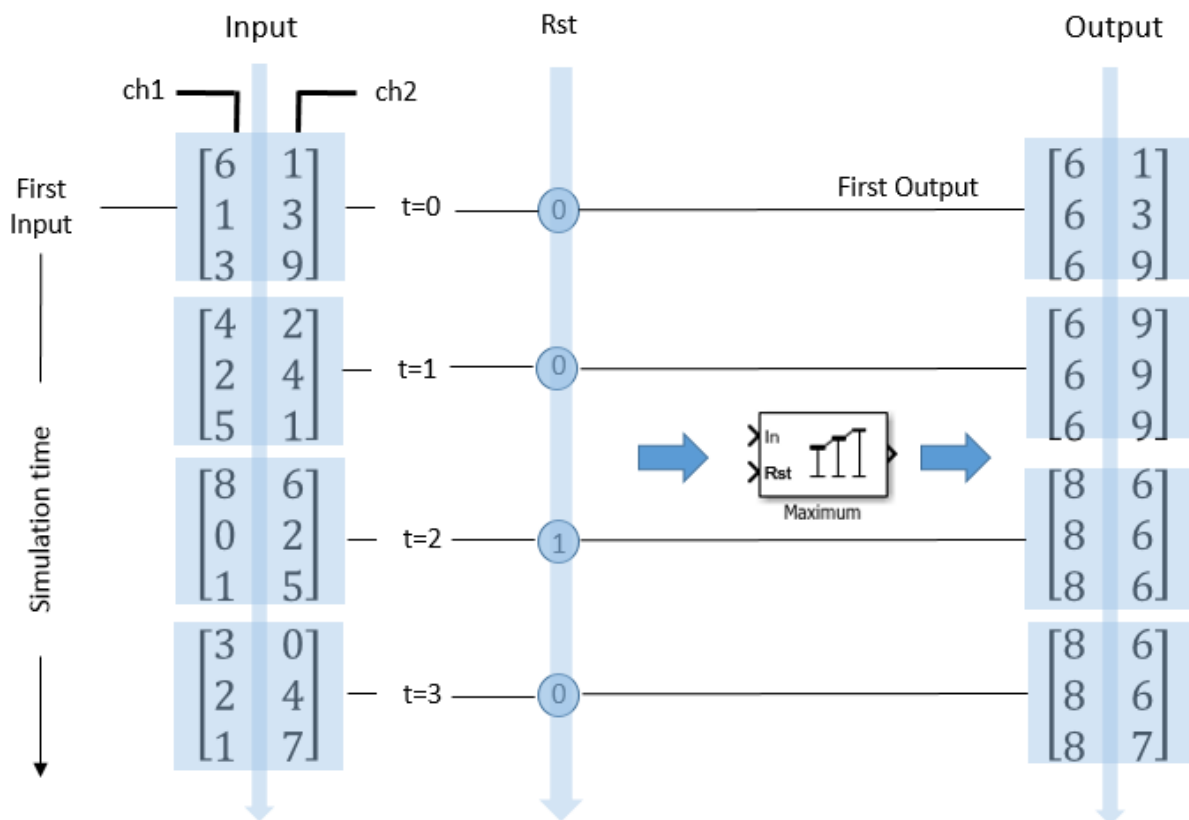 Input Rst Output
ch1 ch2
First Input
[6 1
1 3
3 9]
t=0
0
First Output
[6 1
6 3
6 9]
[4 2
2 4
5 1]
t=1
0
[6 9
6 9
6 9]
In
Rst
Maximum
[8 6
0 2
1 5]
t=2
1
[8 6
8 6
8 6]
[3 0
2 4
1 7]
t=3
0
[8 6
8 6
8 7]
Simulation time